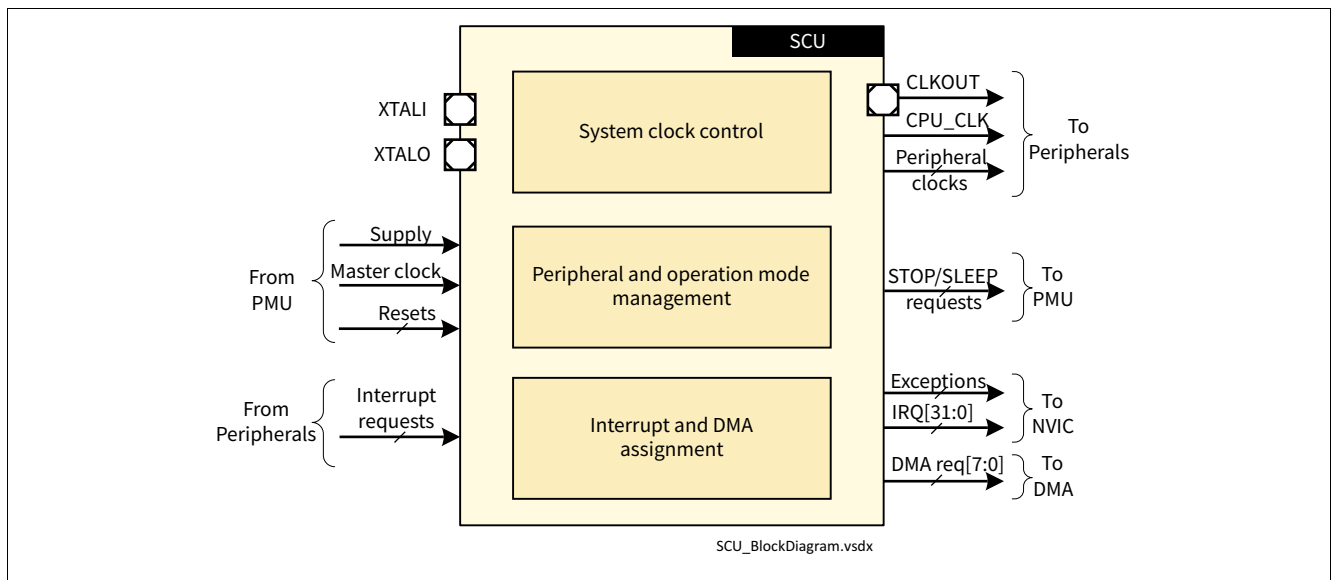 SCU
XTALI
XTALO
System clock control
CLKOUT
CPU_CLK
Peripheral
clocks
To
Peripherals
From
PMU
Supply
Master clock
Resets
Peripheral and operation mode
management
STOP/SLEEP
requests
To
PMU
From
Peripherals
Interrupt
requests
Interrupt and DMA
assignment
Exceptions
IRQ[31:0]
To
NVIC
DMA req[7:0]
To
DMA
SCU_BlockDiagram.vsdx